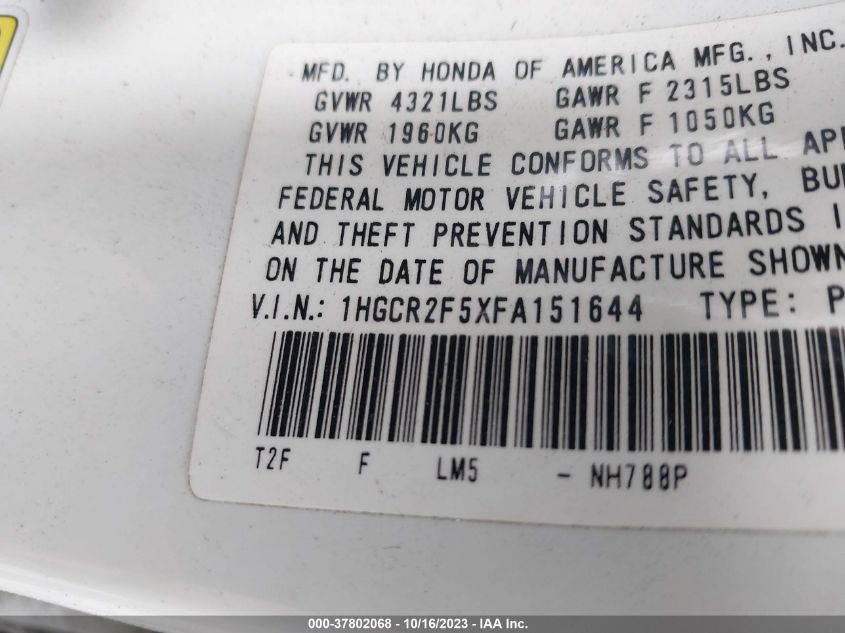 MFD. BY HONDA OF AMERICA MFG., INC.
GVWR 4321LBS GAWR F 2315LBS
GVWR 1960KG GAWR F 1050KG
THIS VEHICLE CONFORMS TO ALL
FEDERAL MOTOR VEHICLE SAFETY,
AND THEFT PREVENTION STANDARDS
ON THE DATE OF MANUFACTURE SHOWN
V.I.N.: 1HGCR2F5XFA151644 TYPE: P
T2F F LM5 - NH788P
000-37802068 - 10/16/2023 - IAA Inc.